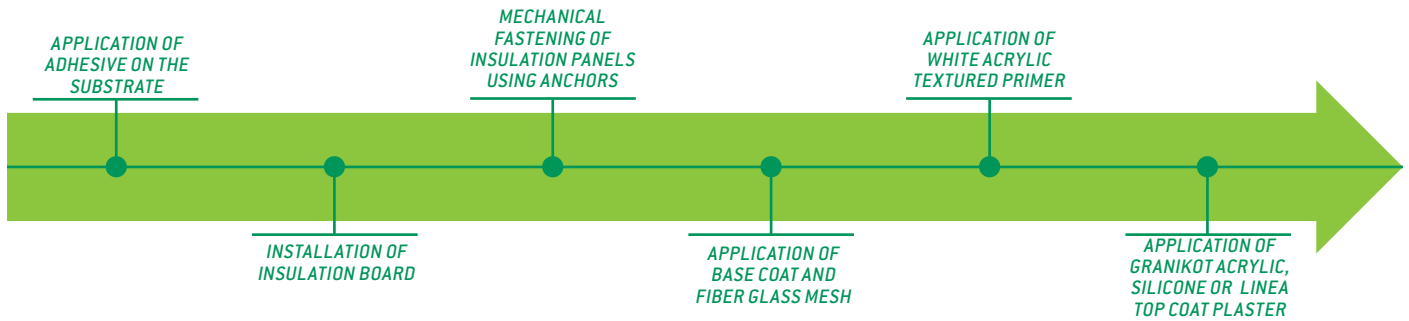 APPLICATION OF
ADHESIVE ON THE
SUBSTRATE
INSTALLATION OF
INSULATION BOARD
MECHANICAL
FASTENING OF
INSULATION PANELS
USING ANCHORS
APPLICATION OF
BASE COAT AND
FIBER GLASS MESH
APPLICATION OF
WHITE ACRYLIC
TEXTURED PRIMER
APPLICATION OF
GRANIKOT ACRYLIC,
SILICONE OR LINEA
TOP COAT PLASTER